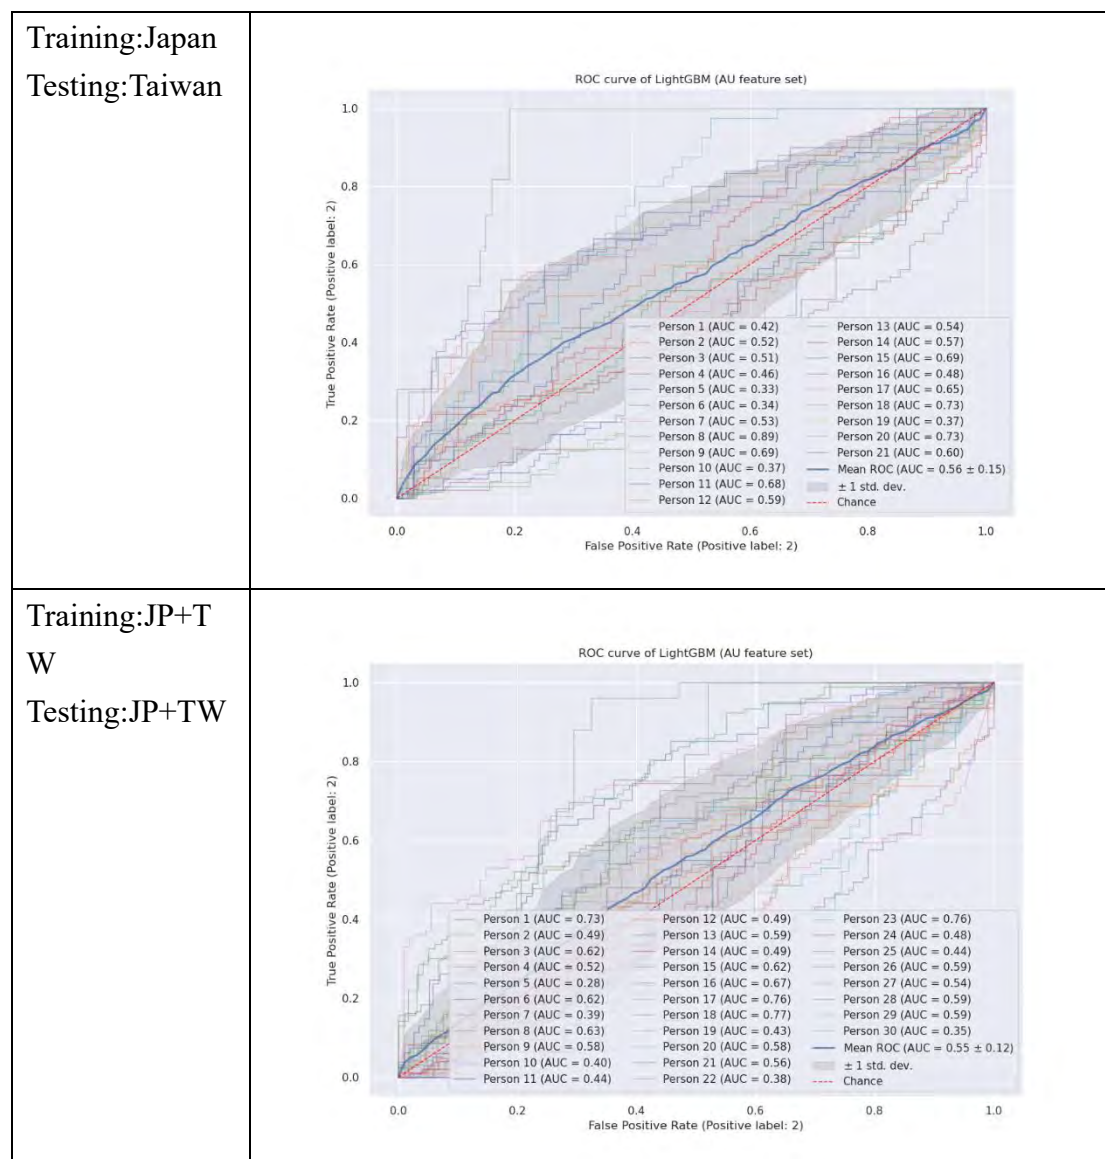 Training:Japan
Testing:Taiwan
ROC curve of LightGBM (AU feature set)
True Positive Rate (Positive label: 2)
1.0
0.8
0.6
0.4
0.2
0.0
Person 1 (AUC = 0.42)
Person 2 (AUC = 0.52)
Person 3 (AUC = 0.51)
Person 4 (AUC = 0.46)
Person 5 (AUC = 0.33)
Person 6 (AUC = 0.34)
Person 7 (AUC = 0.53)
Person 8 (AUC = 0.89)
Person 9 (AUC = 0.69)
Person 10 (AUC = 0.37)
Person 11 (AUC = 0.68)
Person 12 (AUC = 0.59)
Person 13 (AUC = 0.54)
Person 14 (AUC = 0.57)
Person 15 (AUC = 0.69)
Person 16 (AUC = 0.48)
Person 17 (AUC = 0.65)
Person 18 (AUC = 0.73)
Person 19 (AUC = 0.37)
Person 20 (AUC = 0.73)
Person 21 (AUC = 0.60)
Mean ROC (AUC = 0.56 ± 0.15)
± 1 std. dev.
Chance
0.0 0.2 0.4 0.6 0.8 1.0
False Positive Rate (Positive label: 2)
Training:JP+T
W
Testing:JP+TW
ROC curve of LightGBM (AU feature set)
True Positive Rate (Positive label: 2)
1.0
0.8
0.6
0.4
0.2
0.0
Person 1 (AUC = 0.73)
Person 2 (AUC = 0.49)
Person 3 (AUC = 0.62)
Person 4 (AUC = 0.52)
Person 5 (AUC = 0.28)
Person 6 (AUC = 0.62)
Person 7 (AUC = 0.39)
Person 8 (AUC = 0.63)
Person 9 (AUC = 0.58)
Person 10 (AUC = 0.40)
Person 11 (AUC = 0.44)
Person 12 (AUC = 0.49)
Person 13 (AUC = 0.59)
Person 14 (AUC = 0.49)
Person 15 (AUC = 0.62)
Person 16 (AUC = 0.67)
Person 17 (AUC = 0.76)
Person 18 (AUC = 0.77)
Person 19 (AUC = 0.43)
Person 20 (AUC = 0.58)
Person 21 (AUC = 0.56)
Person 22 (AUC = 0.38)
Person 23 (AUC = 0.76)
Person 24 (AUC = 0.48)
Person 25 (AUC = 0.44)
Person 26 (AUC = 0.59)
Person 27 (AUC = 0.54)
Person 28 (AUC = 0.59)
Person 29 (AUC = 0.59)
Person 30 (AUC = 0.35)
Mean ROC (AUC = 0.55 ± 0.12)
± 1 std. dev.
Chance
0.0 0.2 0.4 0.6 0.8 1.0
False Positive Rate (Positive label: 2)